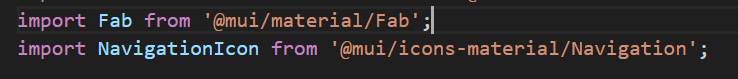 import Fab from '@mui/material/Fab';
import NavigationIcon from '@mui/icons-material/Navigation';